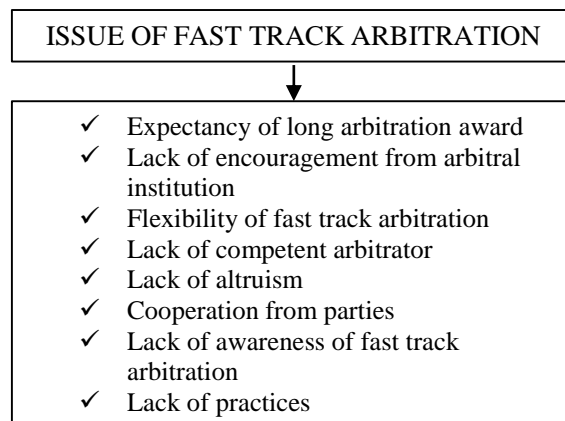 ISSUE OF FAST TRACK ARBITRATION
✓ Expectancy of long arbitration award
✓ Lack of encouragement from arbitral
institution
✓ Flexibility of fast track arbitration
✓ Lack of competent arbitrator
✓ Lack of altruism
✓ Cooperation from parties
✓ Lack of awareness of fast track
arbitration
✓ Lack of practices